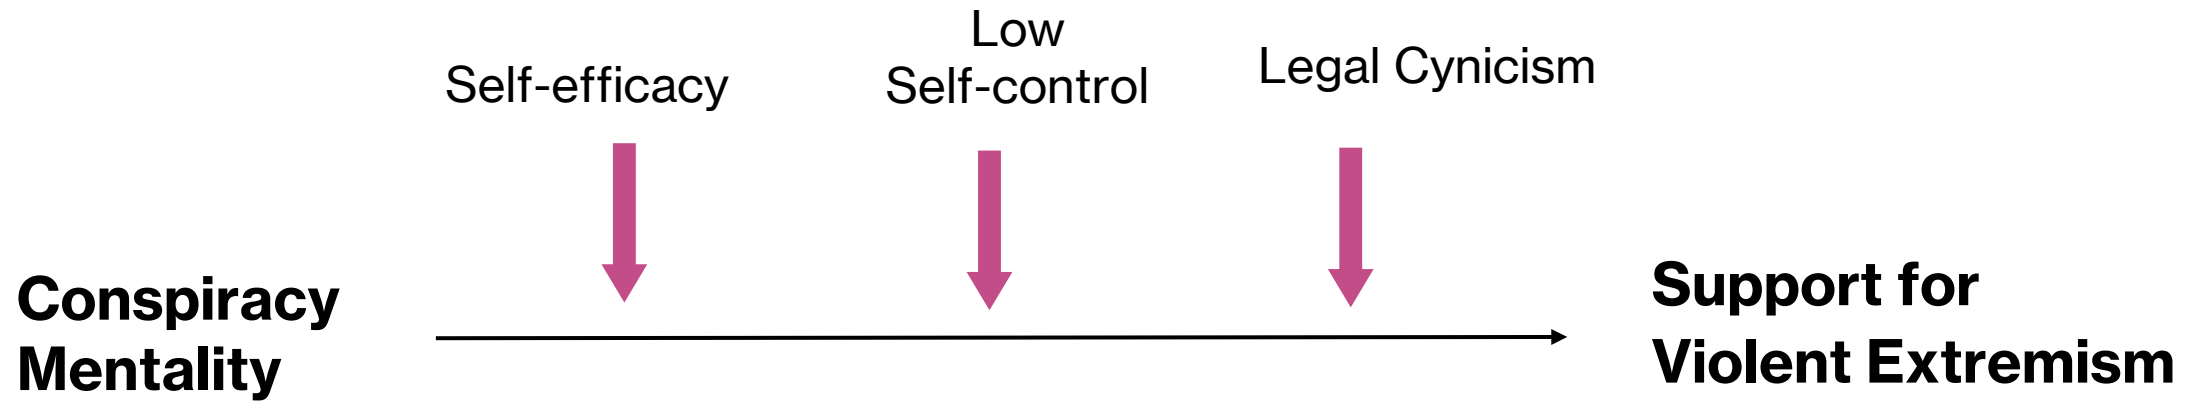 Self-efficacy
Low
Self-control
Legal Cynicism
Conspiracy
Mentality
Support for
Violent Extremism